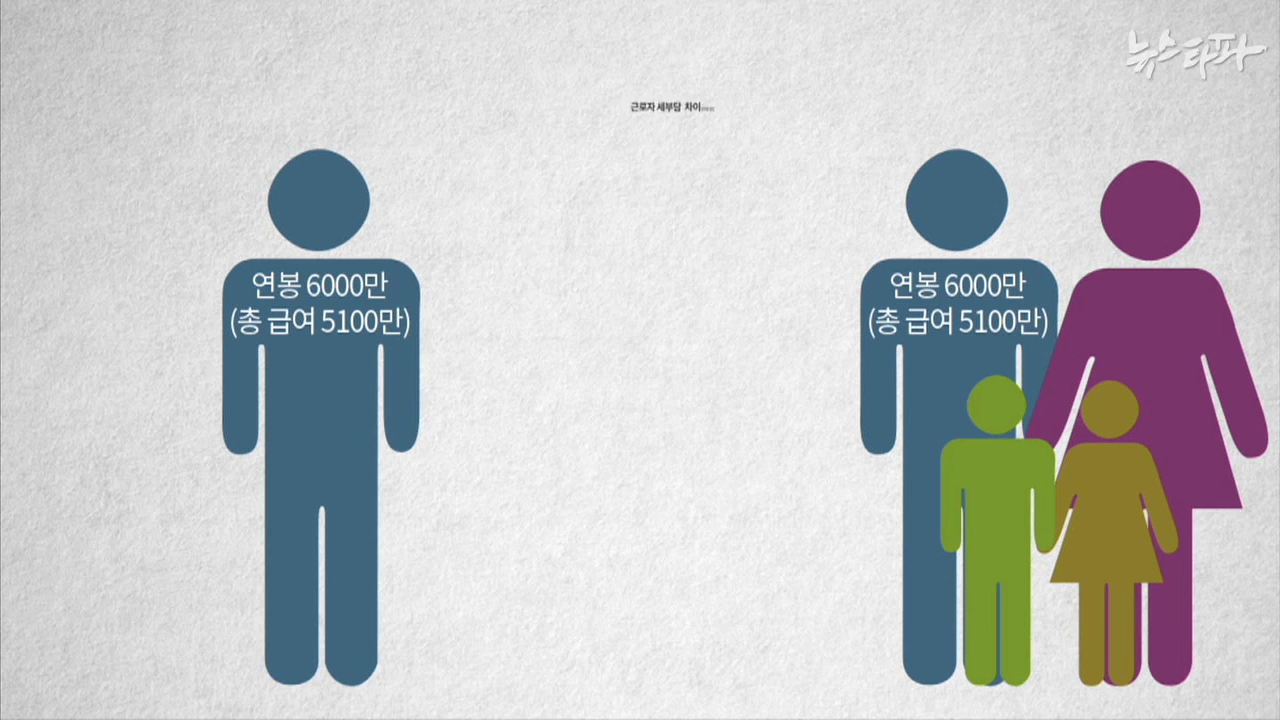 뉴스타파
근로자 세부담 차이
연봉 6000만
(총 급여 5100만)
연봉 6000만
(총 급여 5100만)